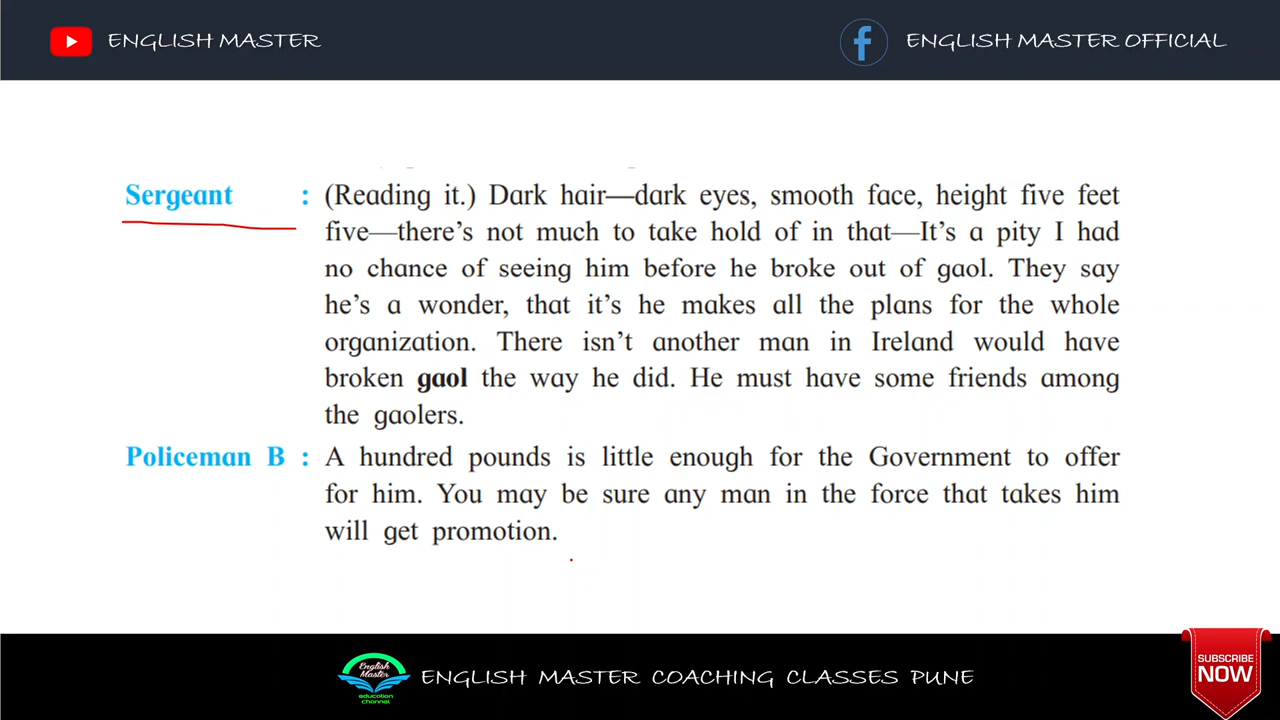 ENGLISH MASTER
ENGLISH MASTER OFFICIAL
Sergeant : (Reading it.) Dark hair—dark eyes, smooth face, height five feet
five—there's not much to take hold of in that—It's a pity I had
no chance of seeing him before he broke out of gaol. They say
he's a wonder, that it's he makes all the plans for the whole
organization. There isn't another man in Ireland would have
broken gaol the way he did. He must have some friends among
the gaolers.
Policeman B : A hundred pounds is little enough for the Government to offer
for him. You may be sure any man in the force that takes him
will get promotion.
English
Master
education
channel
ENGLISH MASTER COACHING CLASSES PUNE
SUBSCRIBE
NOW